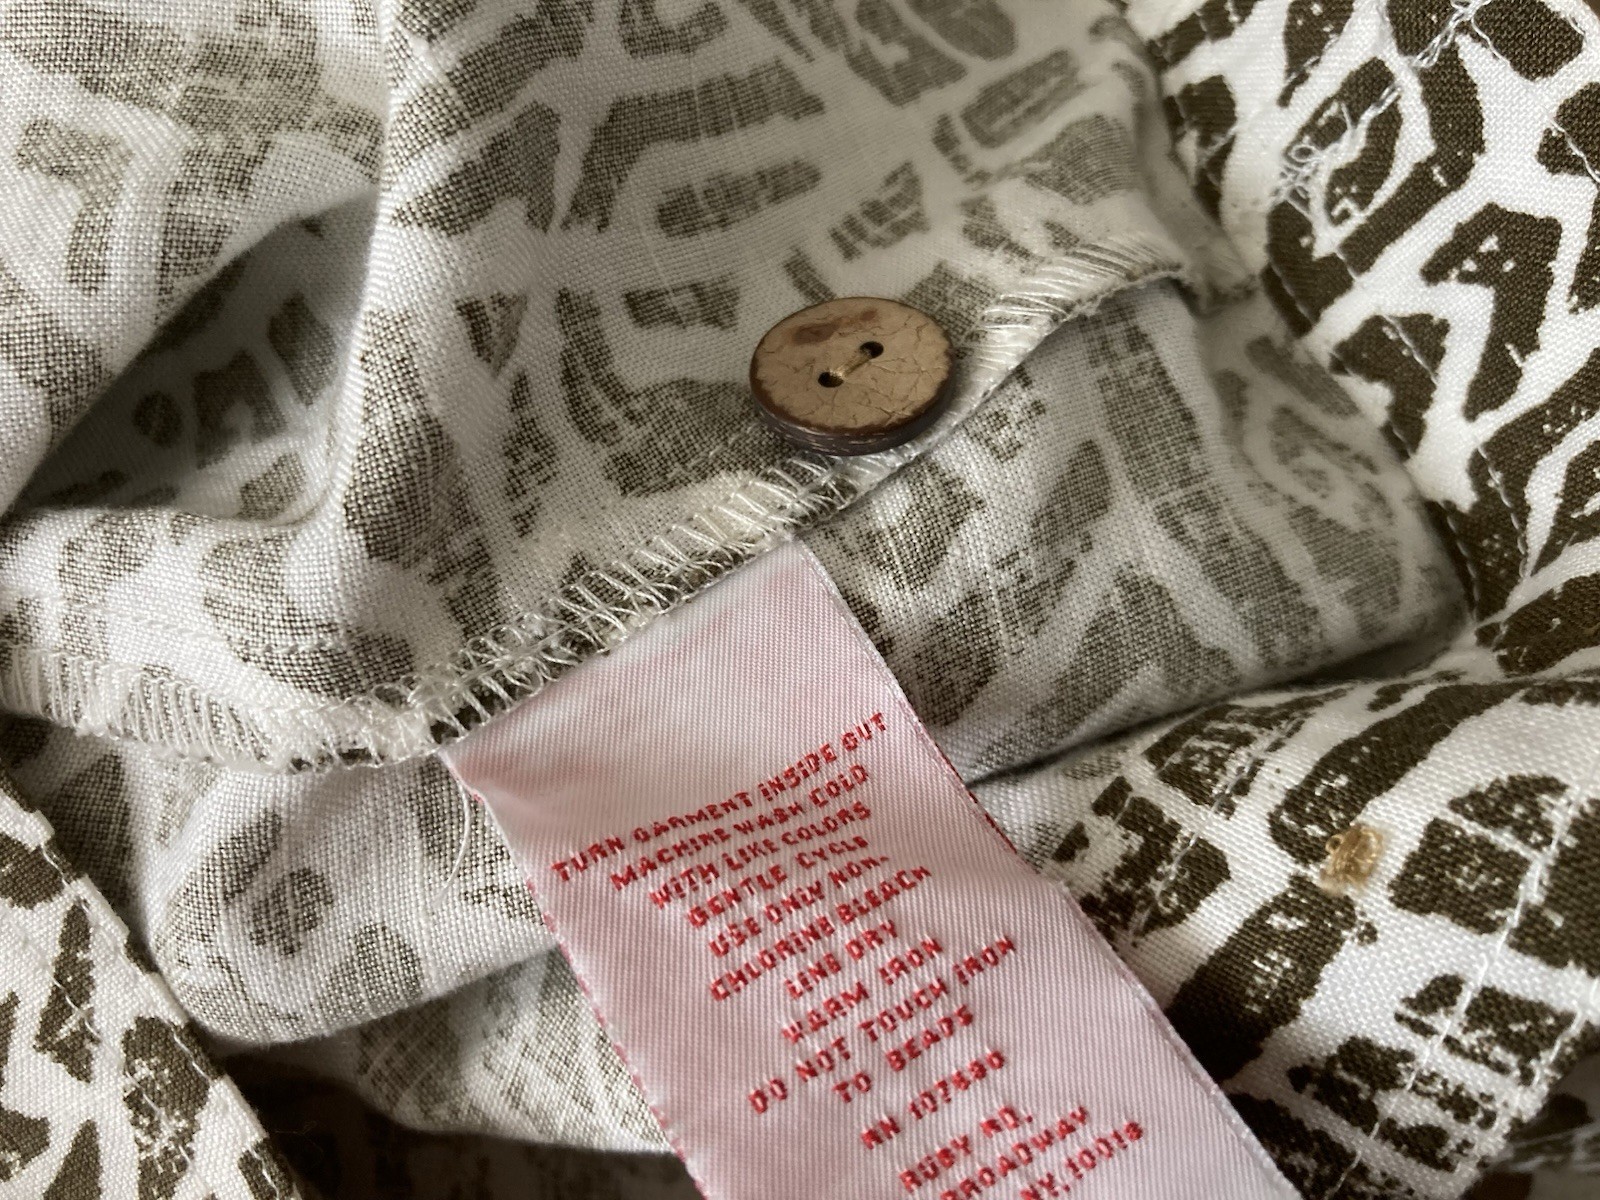 TURN GARMENT INSIDE OUT
MACHINE WASH COLD
WITH LIKE COLORS
GENTLE CYCLE
USE ONLY NON-
CHLORINE BLEACH
LINE DRY
WARM IRON
DO NOT TOUCH IRON
TO BEADS
RN 107690
RUBY RD.
BROADWAY
NY, 10018